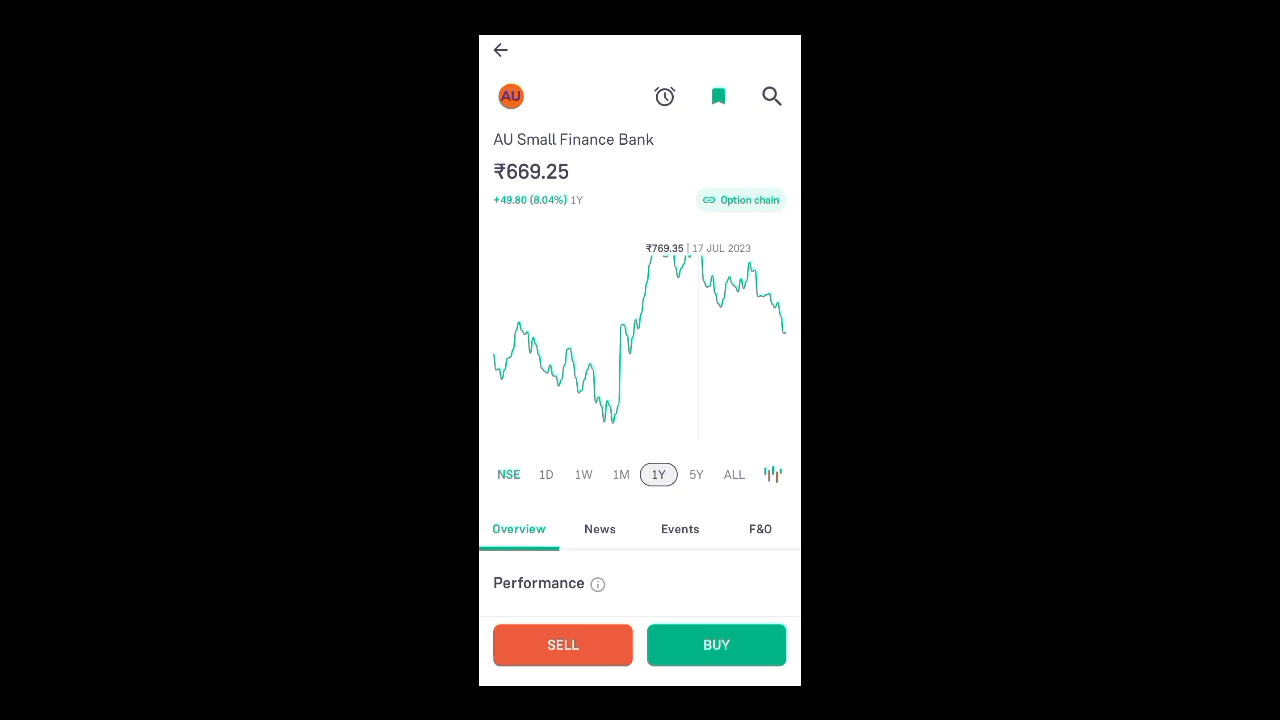 AU
AU Small Finance Bank
₹669.25
+49.80 (8.04%) 1Y
Option chain
₹769.35 | 17 JUL 2023
NSE 1D 1W 1M 1Y 5Y ALL
Overview News Events F&O
Performance
SELL BUY